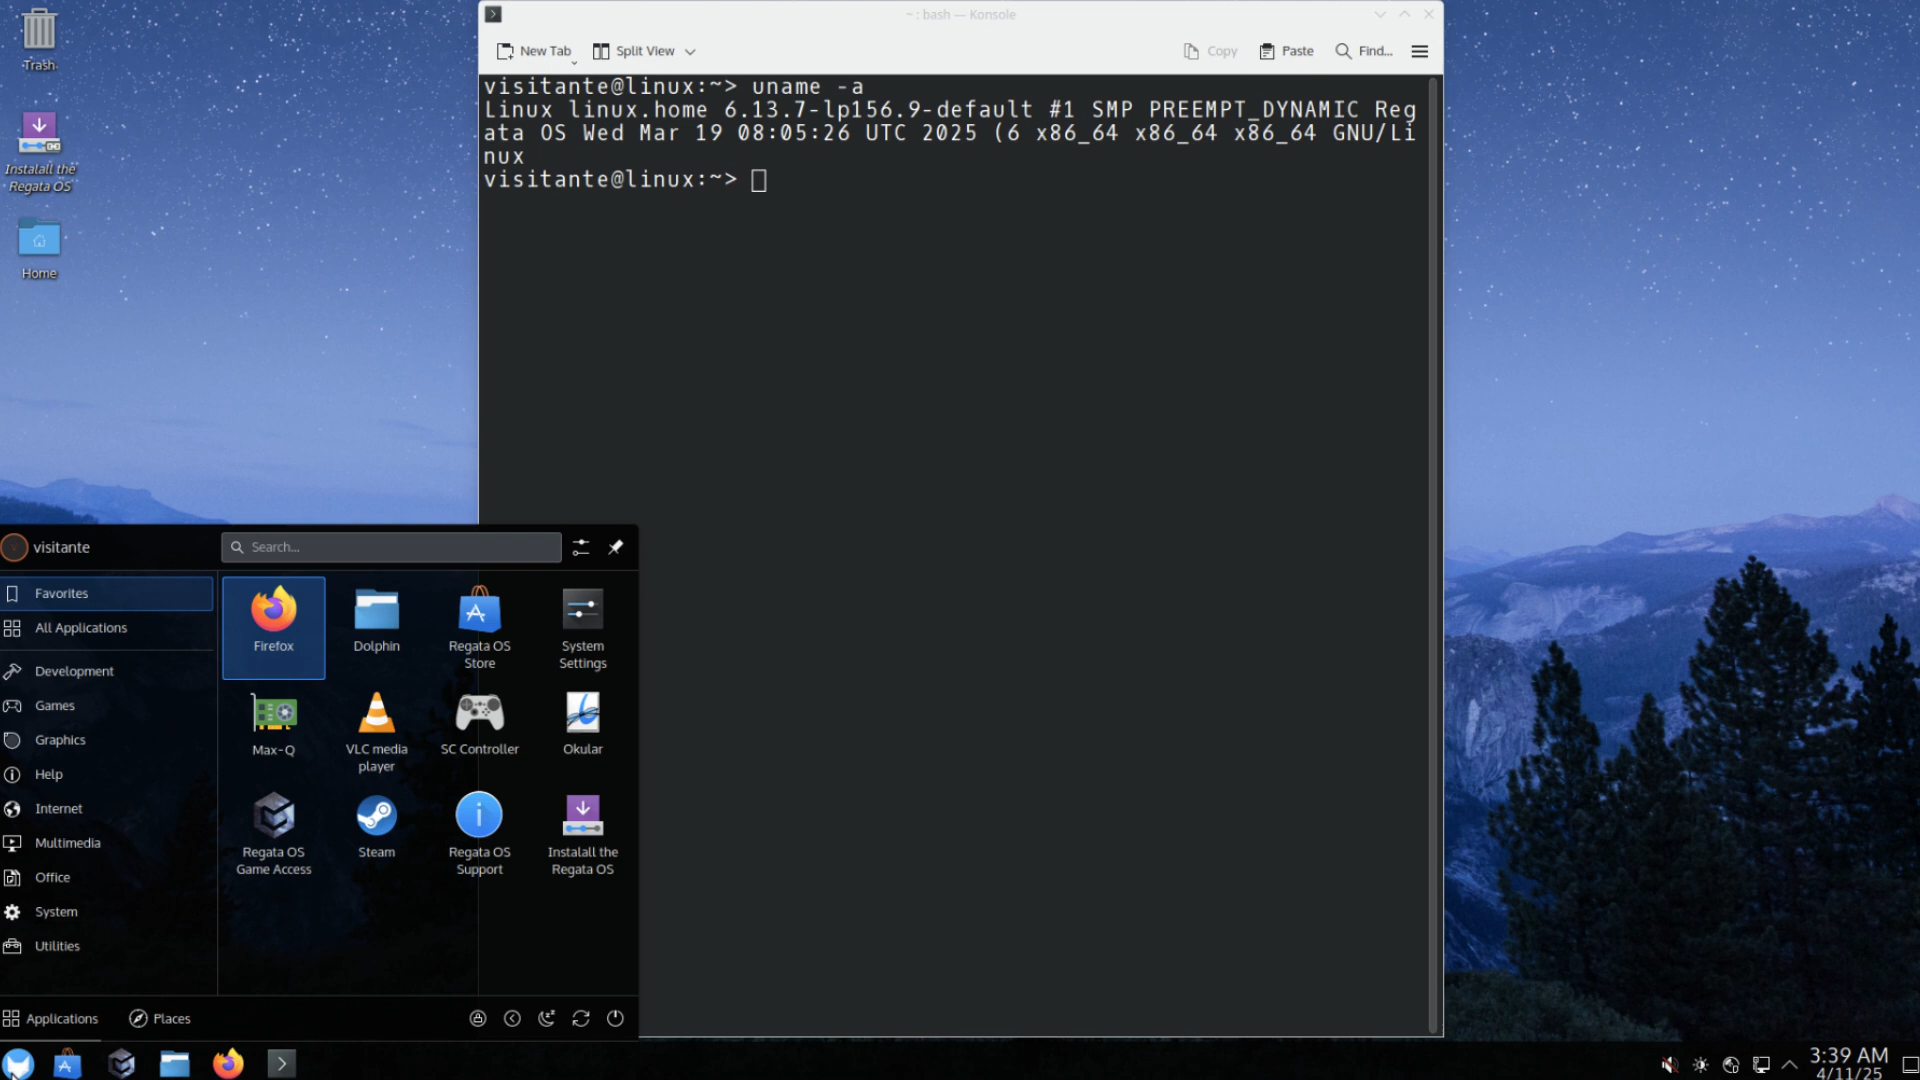 Trash
Instalall the
Regata OS
Home
~ : bash — Konsole
New Tab
Split View
Copy
Paste
Find...
visitante@linux:~> uname -a
Linux linux.home 6.13.7-lp156.9-default #1 SMP PREEMPT_DYNAMIC Reg
ata OS Wed Mar 19 08:05:26 UTC 2025 (6 x86_64 x86_64 x86_64 GNU/Li
nux
visitante@linux:~>
visitante
Search...
Favorites
All Applications
Development
Games
Graphics
Help
Internet
Multimedia
Office
System
Utilities
Firefox
Dolphin
Regata OS
Store
System
Settings
Max-Q
VLC media
player
SC Controller
Okular
Regata OS
Game Access
Steam
Regata OS
Support
Instalall the
Regata OS
Applications
Places
3:39 AM
4/11/25